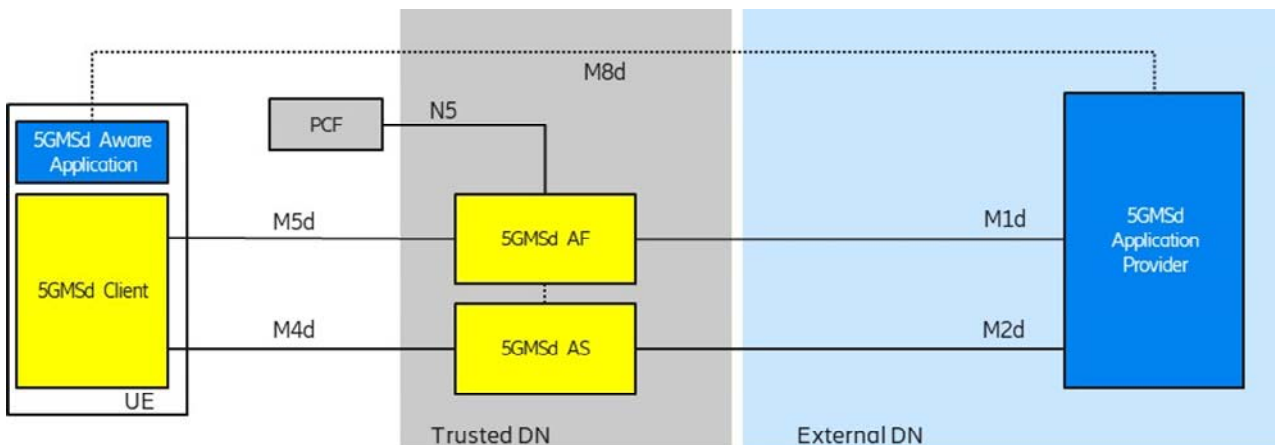 M8d
PCF
N5
5GMSd Aware
Application
5GMSd Client
UE
M5d
M4d
5GMSd AF
5GMSd AS
M1d
M2d
5GMSd
Application
Provider
Trusted DN
External DN